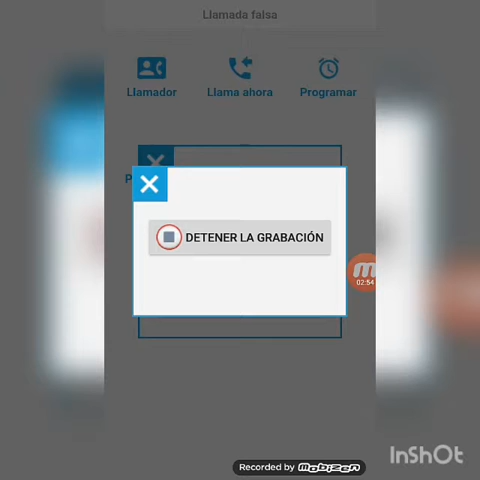 Llamada falsa
Llamador
Llama ahora
Programar
P
DETENER LA GRABACIÓN
02:54
Recorded by Mobizen
InShOt